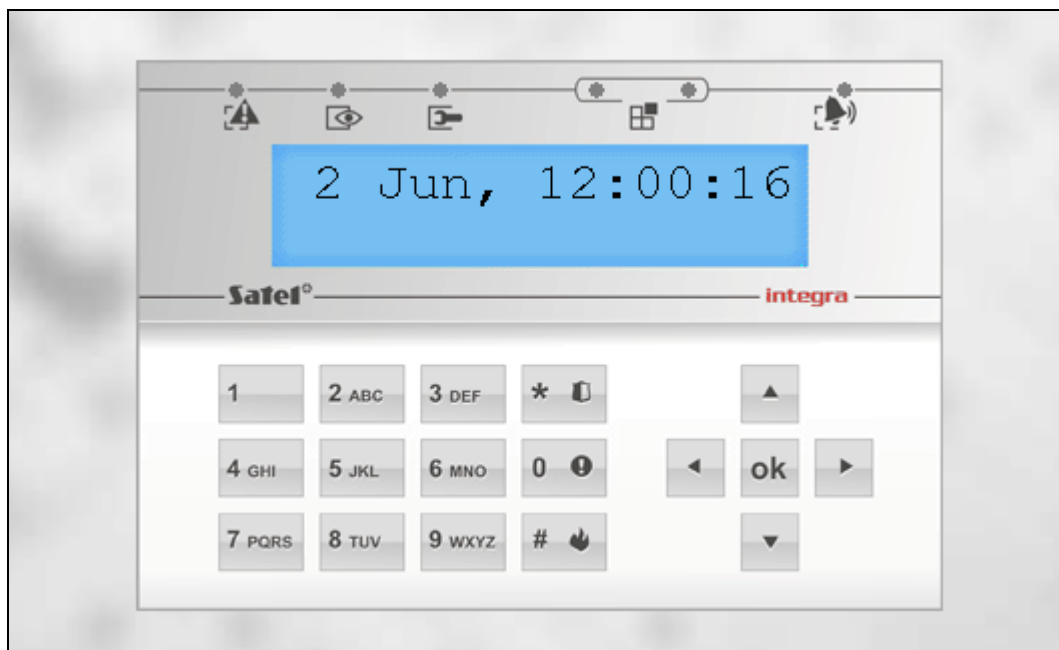 2 Jun, 12:00:16
Satel
integra
1 2 ABC 3 DEF *
4 GHI 5 JKL 6 MNO 0 ok
7 PQRS 8 TUV 9 WXYZ #